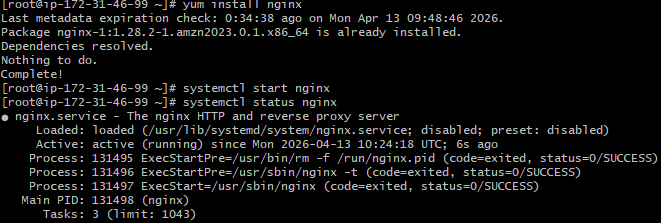 [root@ip-172-31-46-99 ~]# yum install nginx
Last metadata expiration check: 0:34:38 ago on Mon Apr 13 09:48:46 2026.
Package nginx-1:1.28.2-1.amzn2023.0.1.x86_64 is already installed.
Dependencies resolved.
Nothing to do.
Complete!
[root@ip-172-31-46-99 ~]# systemctl start nginx
[root@ip-172-31-46-99 ~]# systemctl status nginx
● nginx.service - The nginx HTTP and reverse proxy server
Loaded: loaded (/usr/lib/systemd/system/nginx.service; disabled; preset: disabled)
Active: active (running) since Mon 2026-04-13 10:24:18 UTC; 6s ago
Process: 131495 ExecStartPre=/usr/bin/rm -f /run/nginx.pid (code=exited, status=0/SUCCESS)
Process: 131496 ExecStartPre=/usr/sbin/nginx -t (code=exited, status=0/SUCCESS)
Process: 131497 ExecStart=/usr/sbin/nginx (code=exited, status=0/SUCCESS)
Main PID: 131498 (nginx)
Tasks: 3 (limit: 1043)